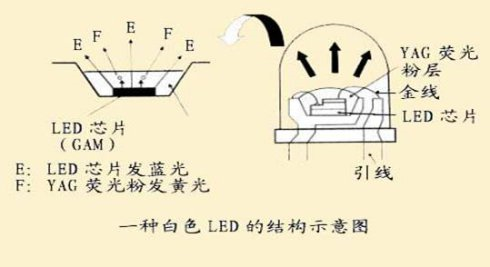 E F E F E
LED 芯片
(GAM)
E: LED 芯片发蓝光
F: YAG 荧光粉发黄光
YAG 荧光
粉层
金线
LED 芯片
引线
一种白色 LED 的结构示意图